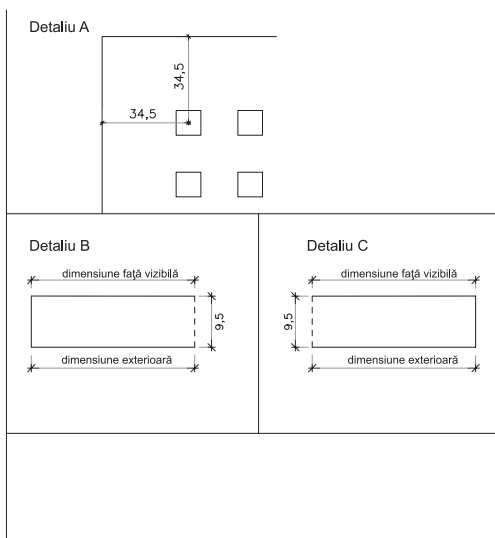 Detaliu A
34,5
34,5
Detaliu B
dimensiune față vizibilă
9,5
dimensiune exterioară
Detaliu C
dimensiune față vizibilă
9,5
dimensiune exterioară